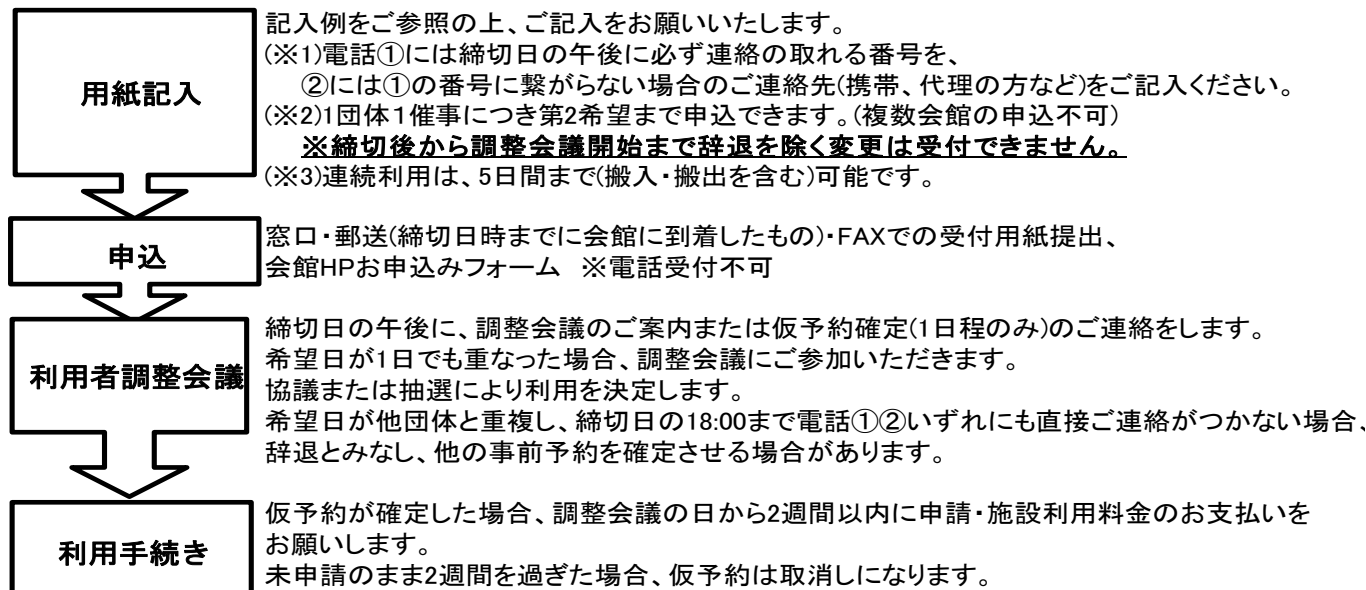 用紙記入
記入例をご参照の上、ご記入をお願いいたします。
(※1)電話①には締切日の午後に必ず連絡の取れる番号を、
②には①の番号に繋がらない場合のご連絡先(携帯、代理の方など)をご記入ください。
(※2)1団体1催事につき第2希望まで申込できます。(複数会館の申込不可)
※締切後から調整会議開始まで辞退を除く変更は受付できません。
(※3)連続利用は、5日間まで(搬入・搬出を含む)可能です。
申込
窓口・郵送(締切日時までに会館に到着したもの)・FAXでの受付用紙提出、
会館HPお申込みフォーム ※電話受付不可
利用者調整会議
締切日の午後に、調整会議のご案内または仮予約確定(1日程のみ)のご連絡をします。
希望日が1日でも重なった場合、調整会議にご参加いただきます。
協議または抽選により利用を決定します。
希望日が他団体と重複し、締切日の18:00まで電話①②いずれにも直接ご連絡がつかない場合、
辞退とみなし、他の事前予約を確定させる場合があります。
利用手続き
仮予約が確定した場合、調整会議の日から2週間以内に申請・施設利用料金のお支払いを
お願いします。
未申請のまま2週間を過ぎた場合、仮予約は取消しになります。